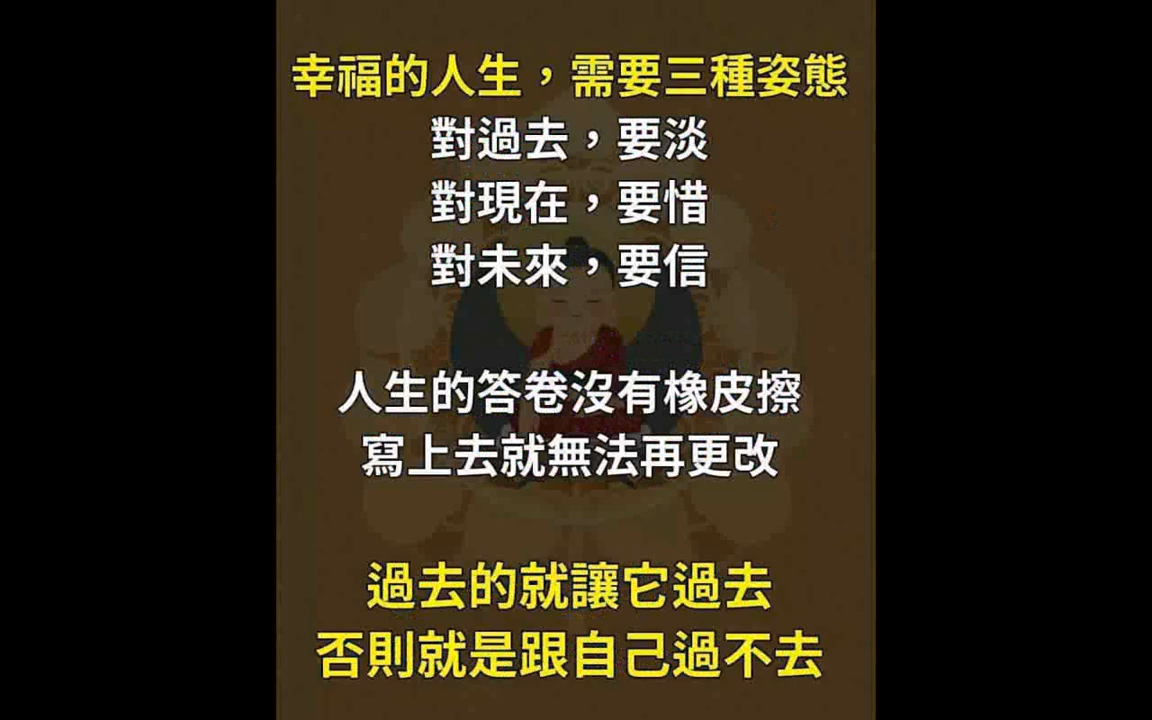 幸福的人生，需要三種姿態
對過去，要淡
對現在，要惜
對未來，要信
人生的答卷沒有橡皮擦
寫上去就無法再更改
過去的就讓它過去
否則就是跟自己過不去